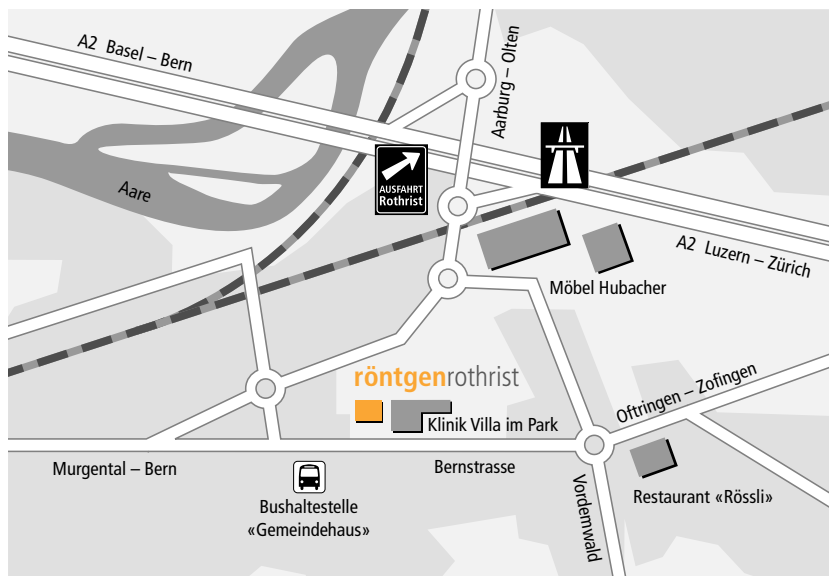 A2 Basel – Bern
Aarburg – Olten
AUSFAHRT
Rothrist
Aare
A2 Luzern – Zürich
Möbel Hubacher
röntgenrothrist
Oftringen – Zofingen
Klinik Villa im Park
Murgental – Bern
Bernstrasse
Bushaltestelle
«Gemeindehaus»
Vordemwald
Restaurant «Rössli»